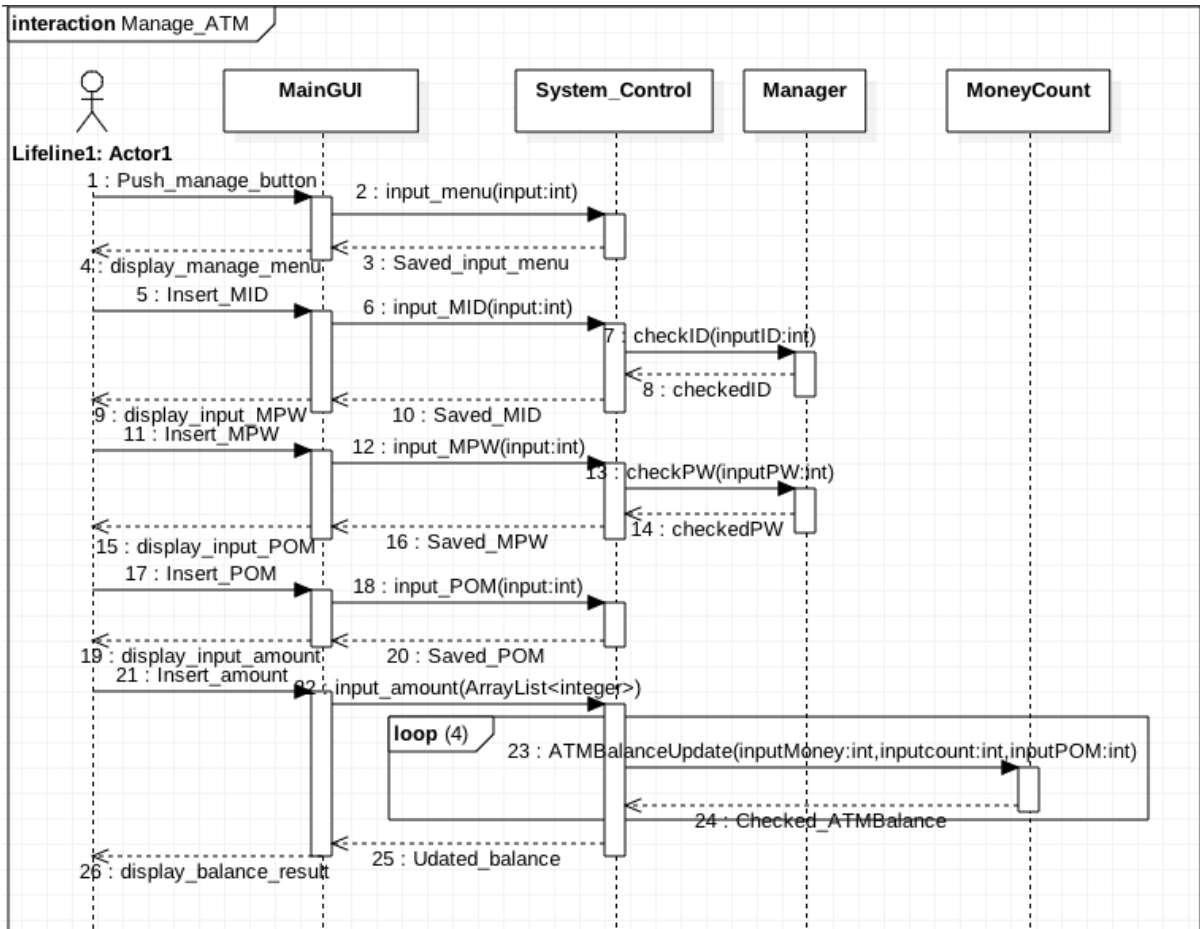 interaction Manage_ATM
MainGUI
System_Control
Manager
MoneyCount
Lifeline1: Actor1
1 : Push_manage_button
2 : input_menu(input:int)
3 : Saved_input_menu
4 : display_manage_menu
5 : Insert_MID
6 : input_MID(input:int)
7 : checkID(inputID:int)
8 : checkedID
9 : display_input_MPW
10 : Saved_MID
11 : Insert_MPW
12 : input_MPW(input:int)
13 : checkPW(inputPW:int)
14 : checkedPW
15 : display_input_POM
16 : Saved_MPW
17 : Insert_POM
18 : input_POM(input:int)
19 : display_input_amount
20 : Saved_POM
21 : Insert_amount
22 : input_amount(ArrayList<integer>)
loop (4)
23 : ATMBalanceUpdate(inputMoney:int,inputcount:int,inputPOM:int)
24 : Checked_ATMBalance
25 : Udated_balance
26 : display_balance_result